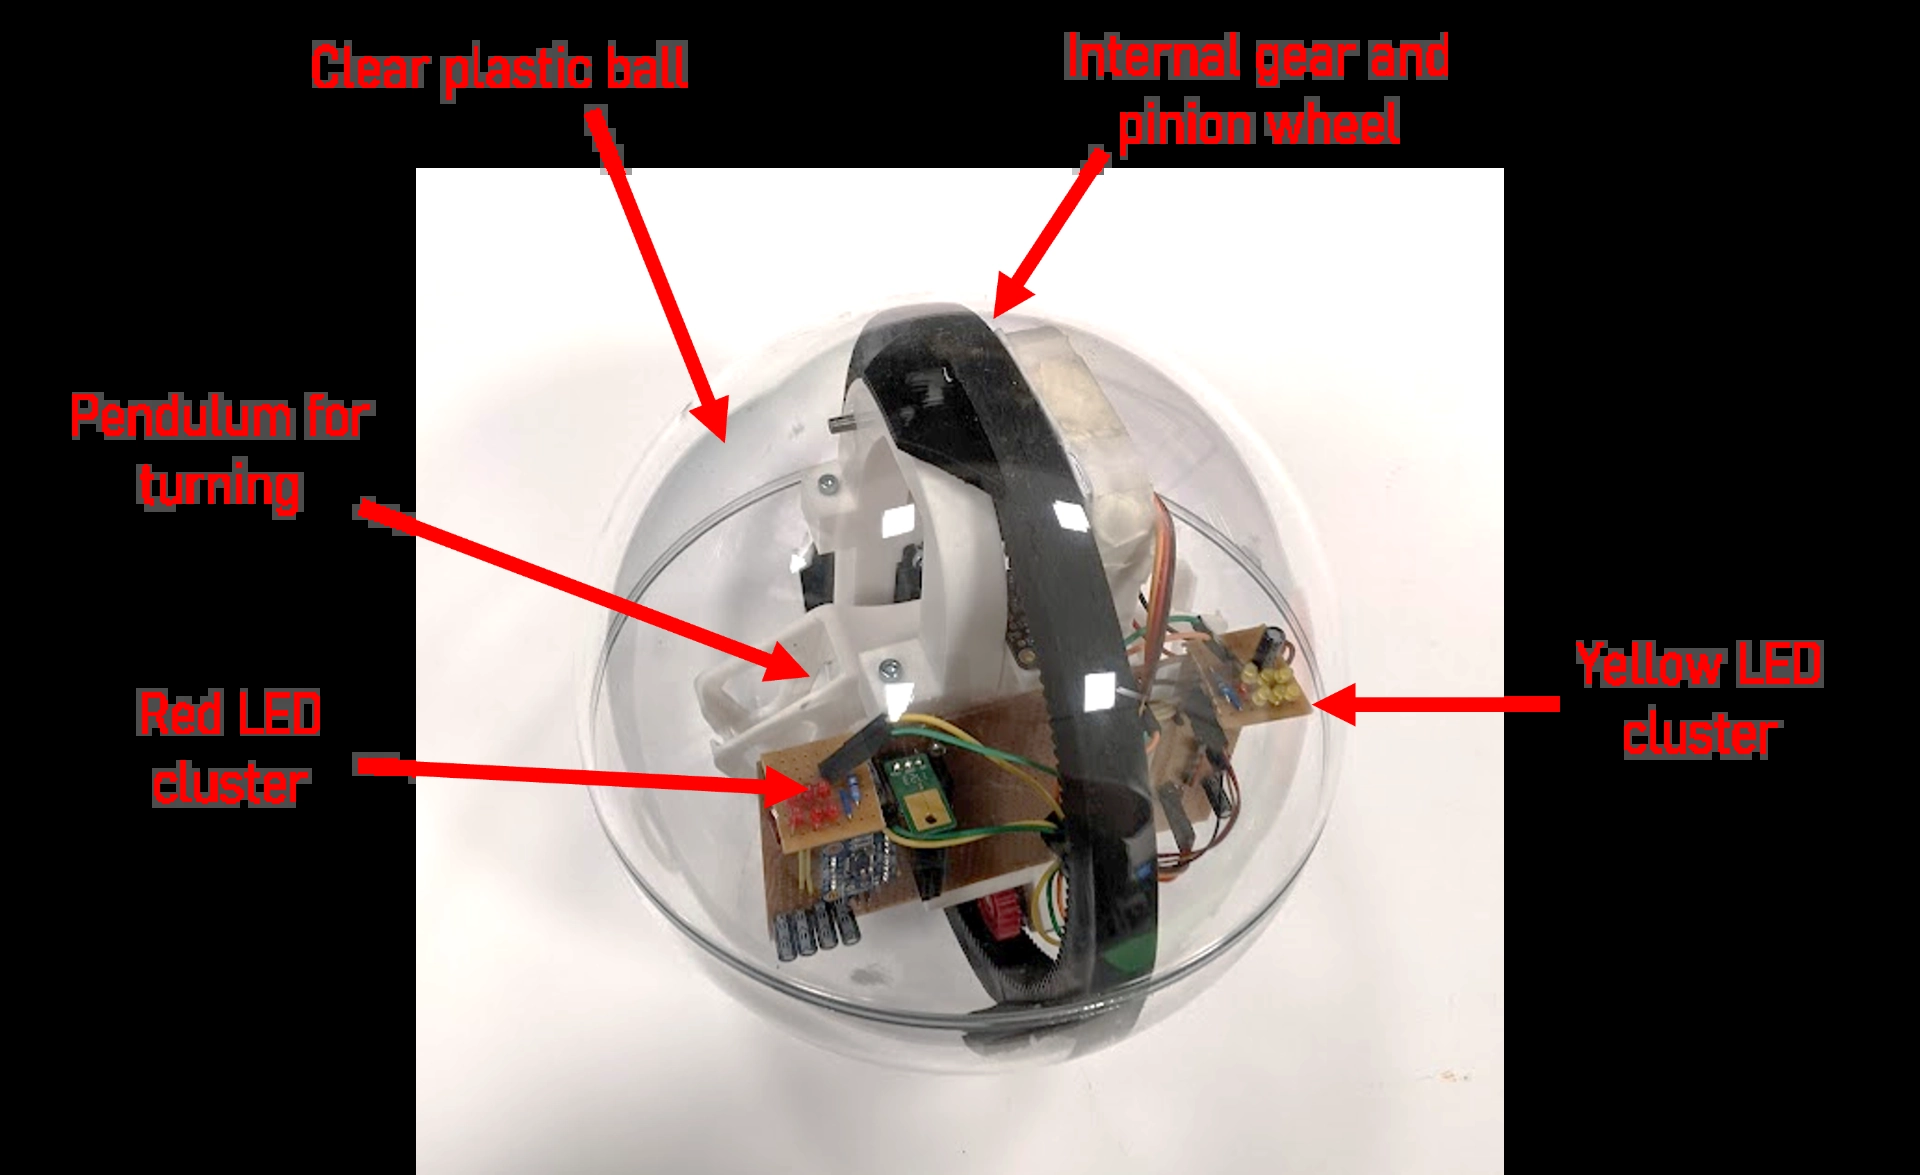 Clear plastic ball
Internal gear and
pinion wheel
Pendulum for
turning
Red LED
cluster
Yellow LED
cluster